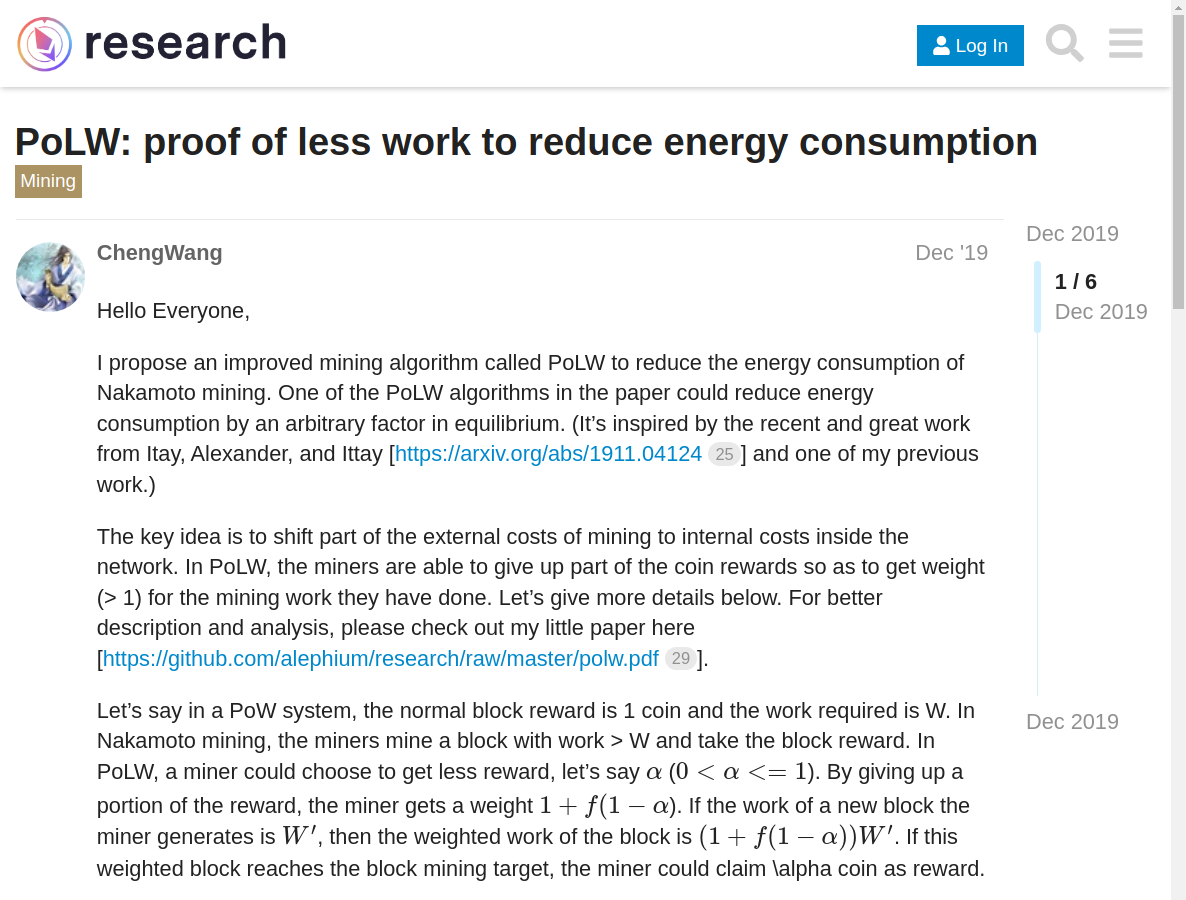 research
Log In
PoLW: proof of less work to reduce energy consumption
Mining
ChengWang
Dec '19
Dec 2019
1 / 6
Dec 2019
Hello Everyone,
I propose an improved mining algorithm called PoLW to reduce the energy consumption of
Nakamoto mining. One of the PoLW algorithms in the paper could reduce energy
consumption by an arbitrary factor in equilibrium. (It’s inspired by the recent and great work
from Itay, Alexander, and Ittay [https://arxiv.org/abs/1911.04124 25] and one of my previous
work.)
The key idea is to shift part of the external costs of mining to internal costs inside the
network. In PoLW, the miners are able to give up part of the coin rewards so as to get weight
(> 1) for the mining work they have done. Let’s give more details below. For better
description and analysis, please check out my little paper here
[https://github.com/alephium/research/raw/master/polw.pdf 29].
Let’s say in a PoW system, the normal block reward is 1 coin and the work required is W. In
Nakamoto mining, the miners mine a block with work > W and take the block reward. In
PoLW, a miner could choose to get less reward, let’s say α (0 < α <= 1). By giving up a
portion of the reward, the miner gets a weight 1 + f(1 − α). If the work of a new block the
miner generates is W′, then the weighted work of the block is (1 + f(1 − α))W′. If this
weighted block reaches the block mining target, the miner could claim \alpha coin as reward.
Dec 2019